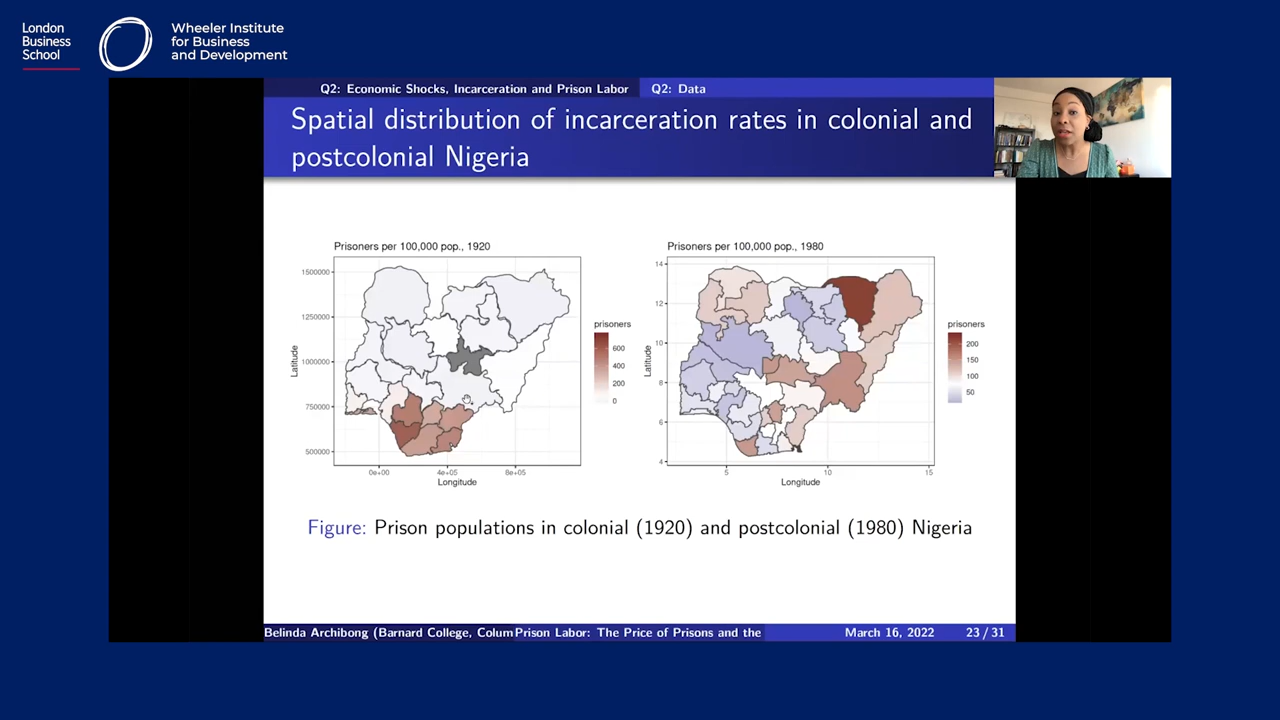 London
Business
School
Wheeler Institute
for Business
and Development
Q2: Economic Shocks, Incarceration and Prison Labor
Q2: Data
Spatial distribution of incarceration rates in colonial and
postcolonial Nigeria
Prisoners per 100,000 pop., 1920
1500000
1250000
1000000
750000
500000
Latitude
0e+00
4e+05
8e+05
Longitude
prisoners
600
400
200
0
Prisoners per 100,000 pop., 1980
14
12
10
8
6
4
Latitude
5
10
15
Longitude
prisoners
200
150
100
50
Figure: Prison populations in colonial (1920) and postcolonial (1980) Nigeria
Belinda Archibong (Barnard College, Colum
Prison Labor: The Price of Prisons and the
March 16, 2022
23 / 31